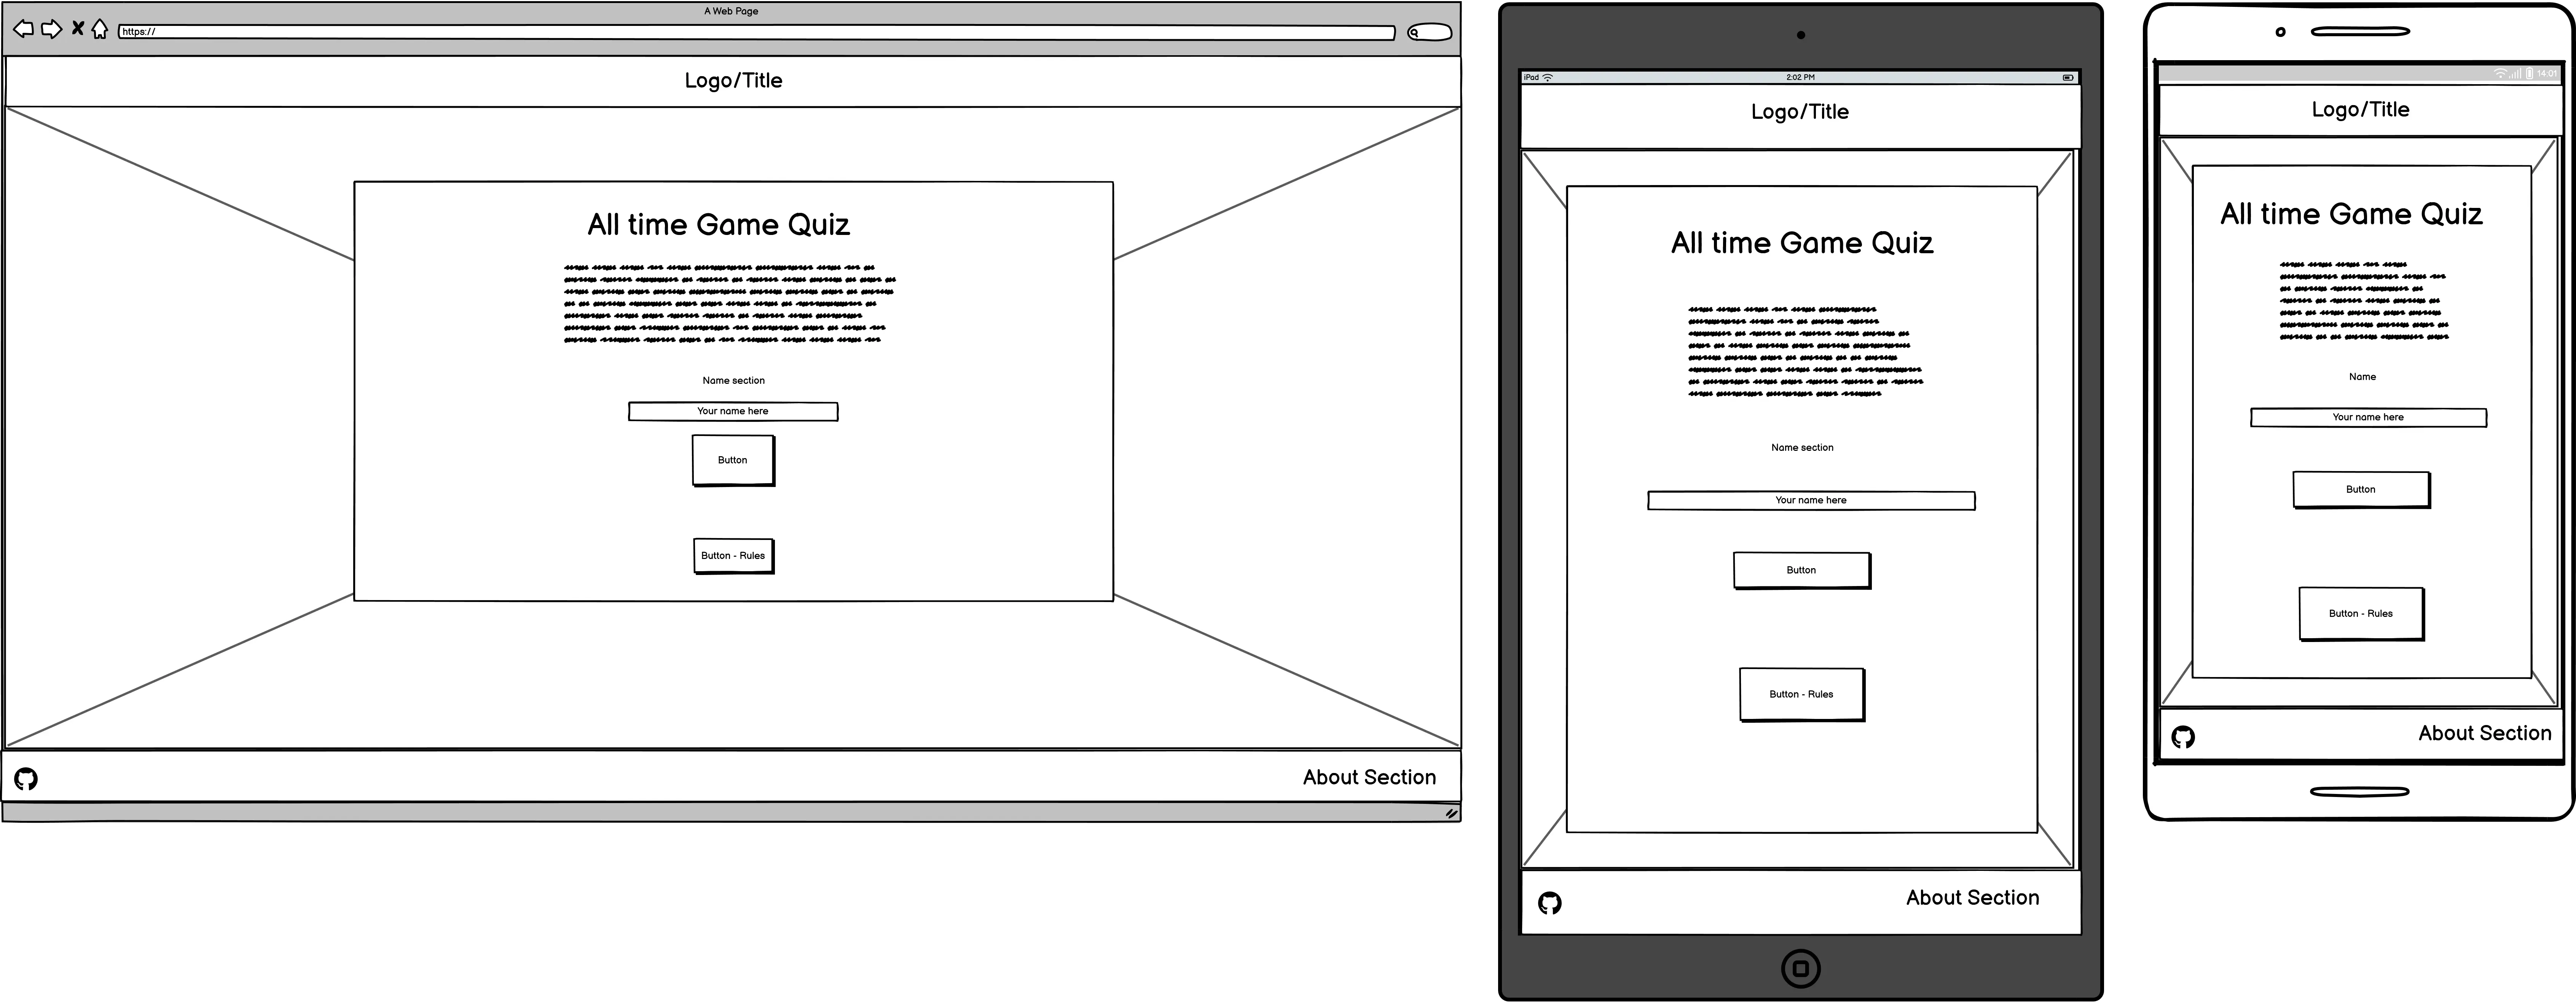 A Web Page
https://
Logo/Title
All time Game Quiz
Name section
Your name here
Button
Button - Rules
About Section
iPad
2:02 PM
Logo/Title
All time Game Quiz
Name section
Your name here
Button
Button - Rules
About Section
14:01
Logo/Title
All time Game Quiz
Name
Your name here
Button
Button - Rules
About Section